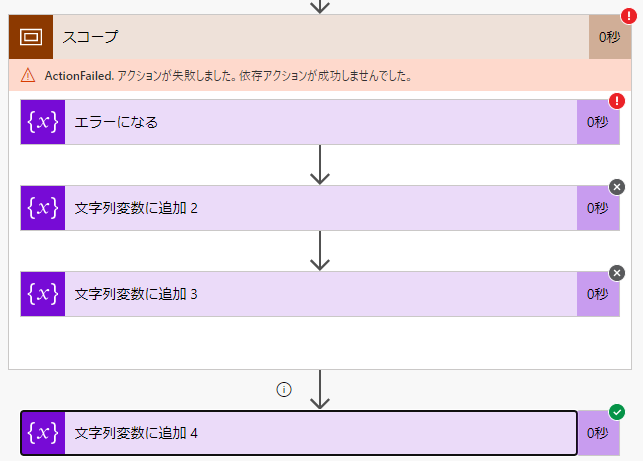 スコープ
0秒
ActionFailed. アクションが失敗しました。依存アクションが成功しませんでした。
{x}
エラーになる
0秒
{x}
文字列変数に追加 2
0秒
{x}
文字列変数に追加 3
0秒
{x}
文字列変数に追加 4
0秒